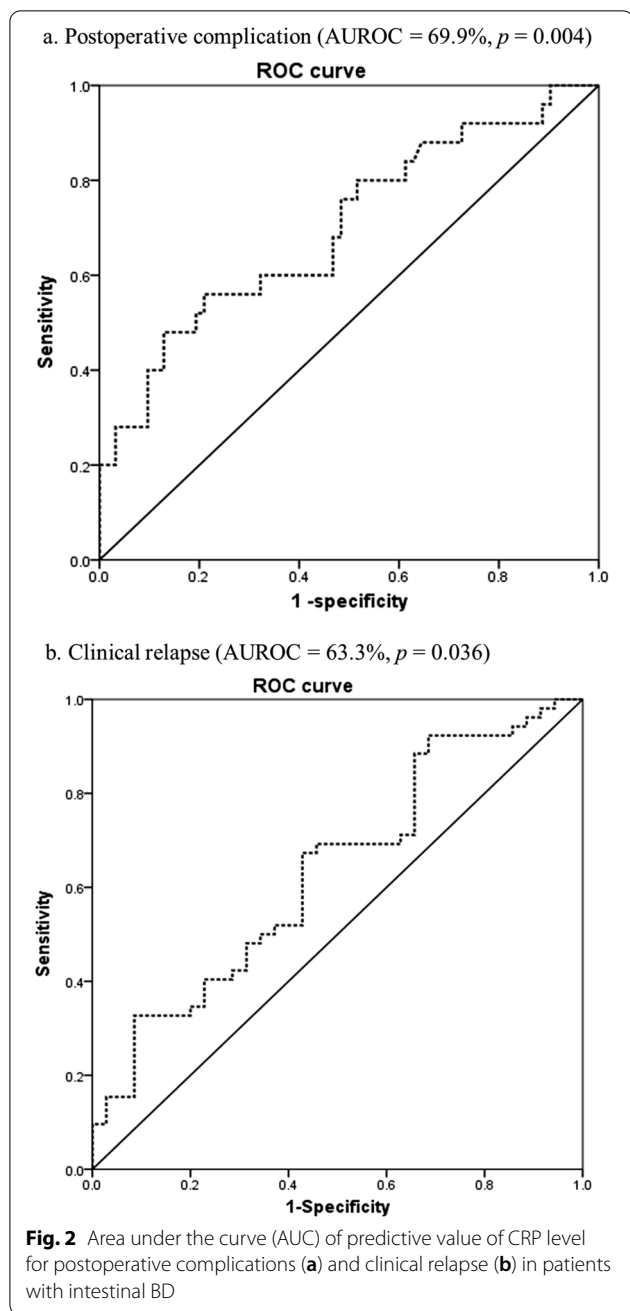 a. Postoperative complication (AUROC = 69.9%, p = 0.004)
ROC curve
1.0
0.8
0.6
0.4
0.2
0.0
Sensitivity
0.0 0.2 0.4 0.6 0.8 1.0
1 -specificity
b. Clinical relapse (AUROC = 63.3%, p = 0.036)
ROC curve
1.0
0.8
0.6
0.4
0.2
0.0
Sensitivity
0.0 0.2 0.4 0.6 0.8 1.0
1-Specificity
Fig. 2 Area under the curve (AUC) of predictive value of CRP level
for postoperative complications (a) and clinical relapse (b) in patients
with intestinal BD